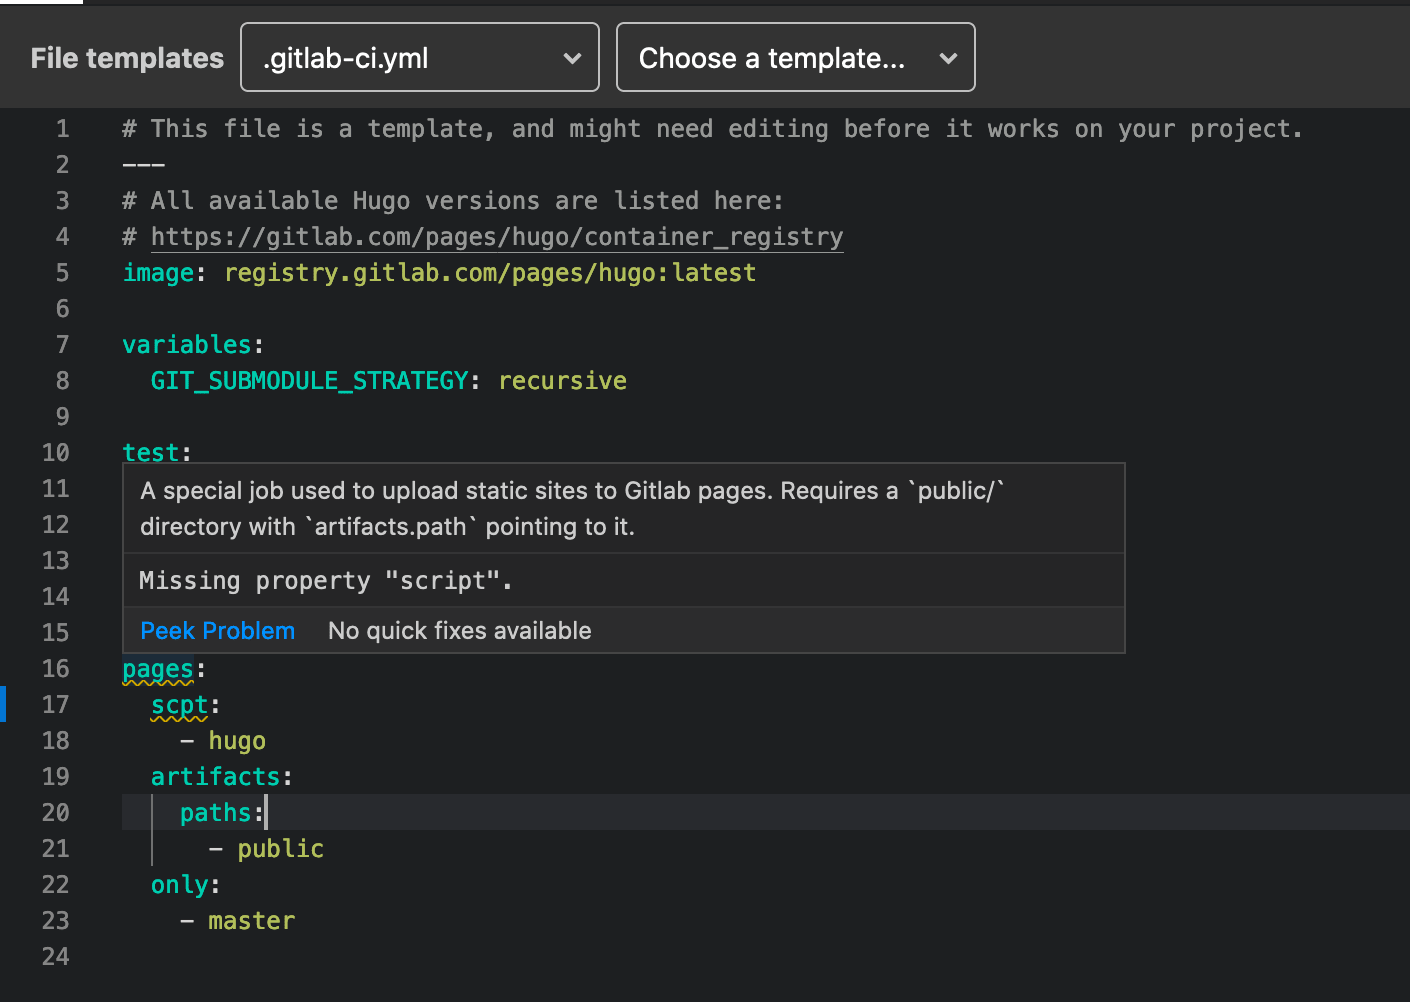 File templates .gitlab-ci.yml Choose a template...
1 # This file is a template, and might need editing before it works on your project.
2 ---
3 # All available Hugo versions are listed here:
4 # https://gitlab.com/pages/hugo/container_registry
5 image: registry.gitlab.com/pages/hugo:latest
6
7 variables:
8 GIT_SUBMODULE_STRATEGY: recursive
9
10 test:
11 A special job used to upload static sites to Gitlab pages. Requires a `public/`
12 directory with `artifacts.path` pointing to it.
13 Missing property "script".
14
15 Peek Problem No quick fixes available
16 pages:
17 scpt:
18 - hugo
19 artifacts:
20 paths:
21 - public
22 only:
23 - master
24